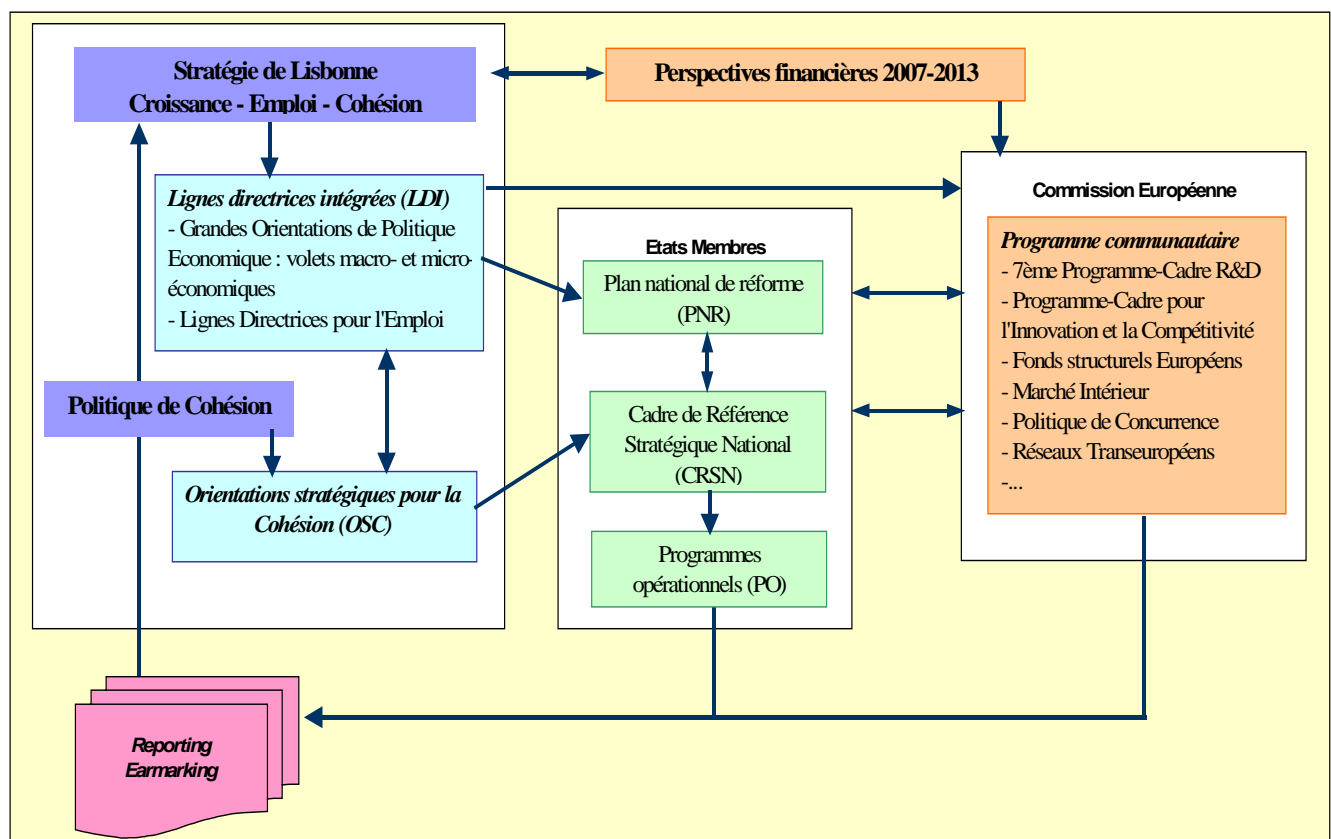 Stratégie de Lisbonne
Croissance - Emploi - Cohésion
Perspectives financières 2007-2013
Lignes directrices intégrées (LDI)
- Grandes Orientations de Politique
Economique : volets macro- et micro-
économiques
- Lignes Directrices pour l'Emploi
Politique de Cohésion
Orientations stratégiques pour la
Cohésion (OSC)
Etats Membres
Plan national de réforme
(PNR)
Cadre de Référence
Stratégique National
(CRSN)
Programmes
opérationnels (PO)
Commission Européenne
Programme communautaire
- 7ème Programme-Cadre R&D
- Programme-Cadre pour
l'Innovation et la Compétitivité
- Fonds structurels Européens
- Marché Intérieur
- Politique de Concurrence
- Réseaux Transeuropéens
-...
Reporting
Earmarking